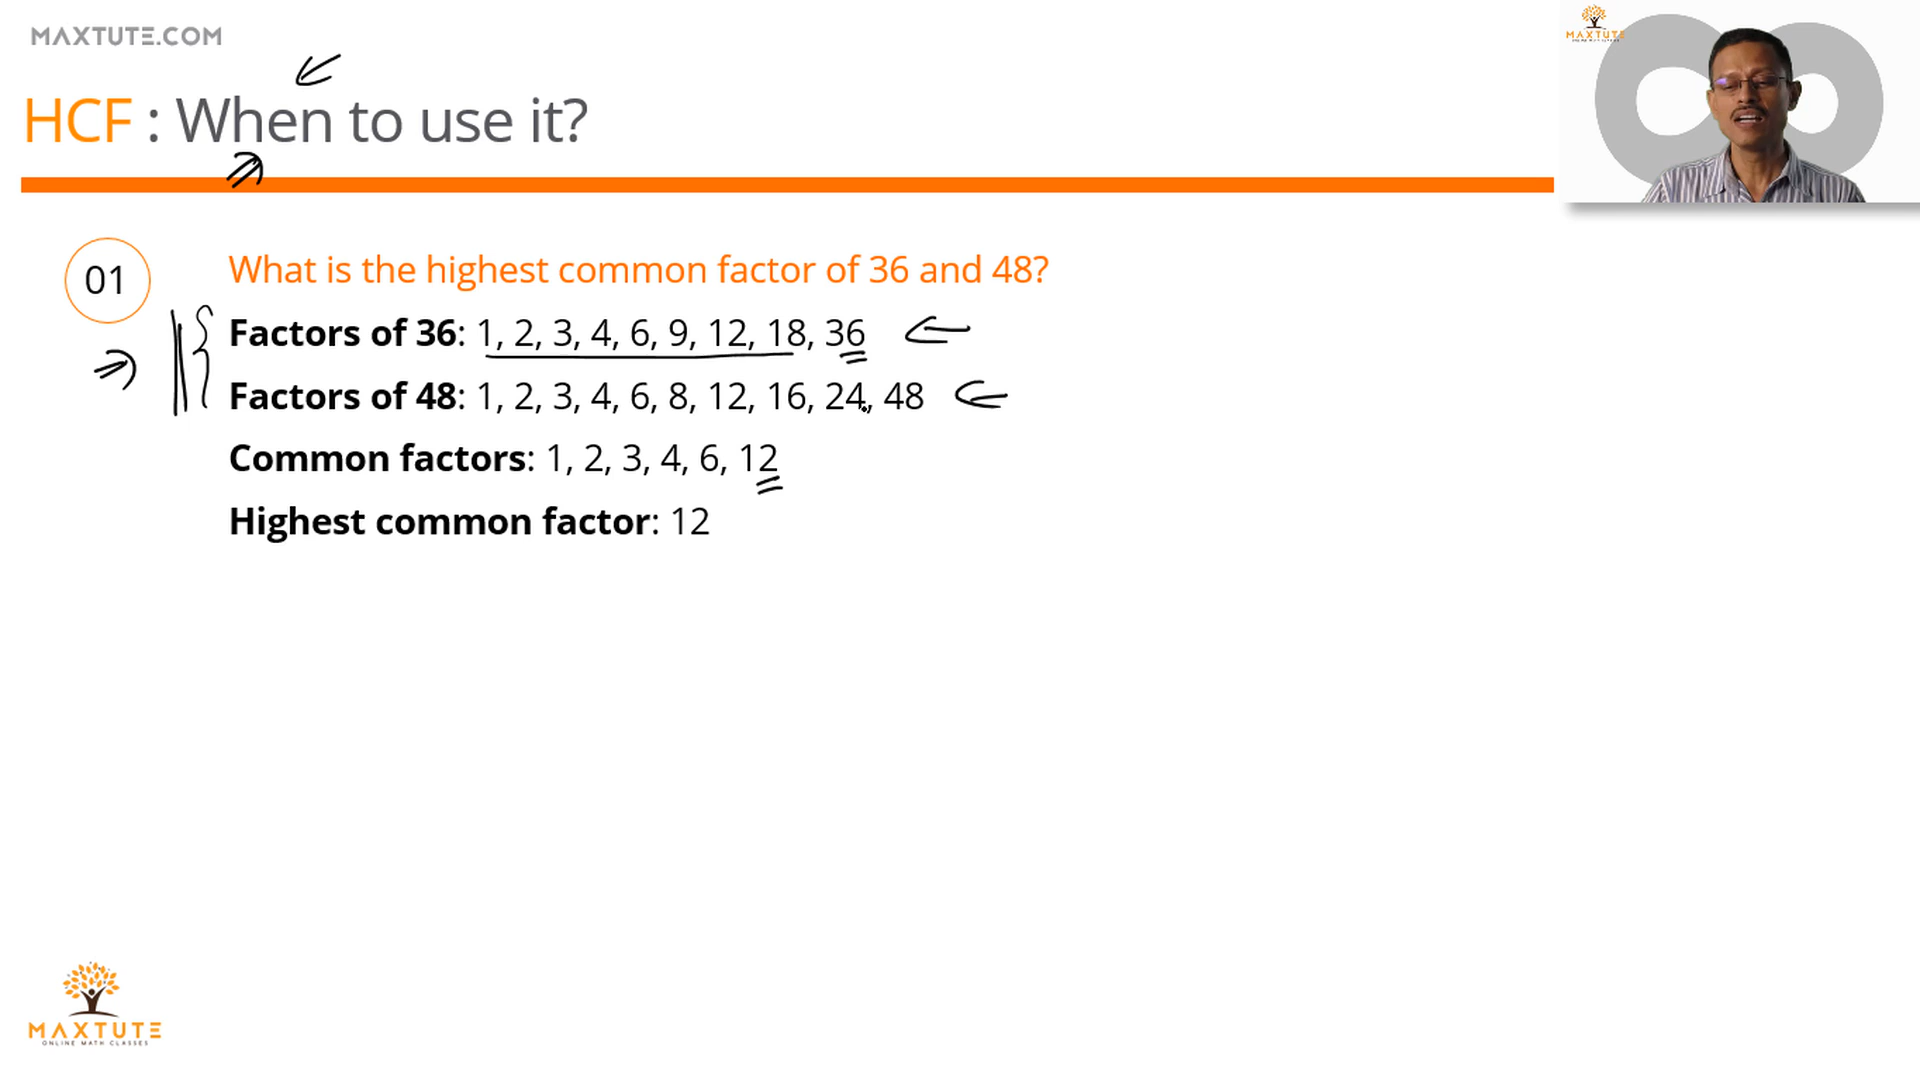 MAXTUTE.COM
MAXTUTE
HCF : When to use it?
01
What is the highest common factor of 36 and 48?
Factors of 36: 1, 2, 3, 4, 6, 9, 12, 18, 36
Factors of 48: 1, 2, 3, 4, 6, 8, 12, 16, 24, 48
Common factors: 1, 2, 3, 4, 6, 12
Highest common factor: 12
MAXTUTE
ONLINE MATH CLASSES